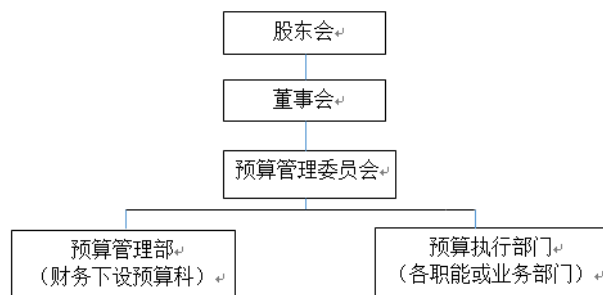 股东会
董事会
预算管理委员会
预算管理部
（财务下设预算科）
预算执行部门
（各职能或业务部门）